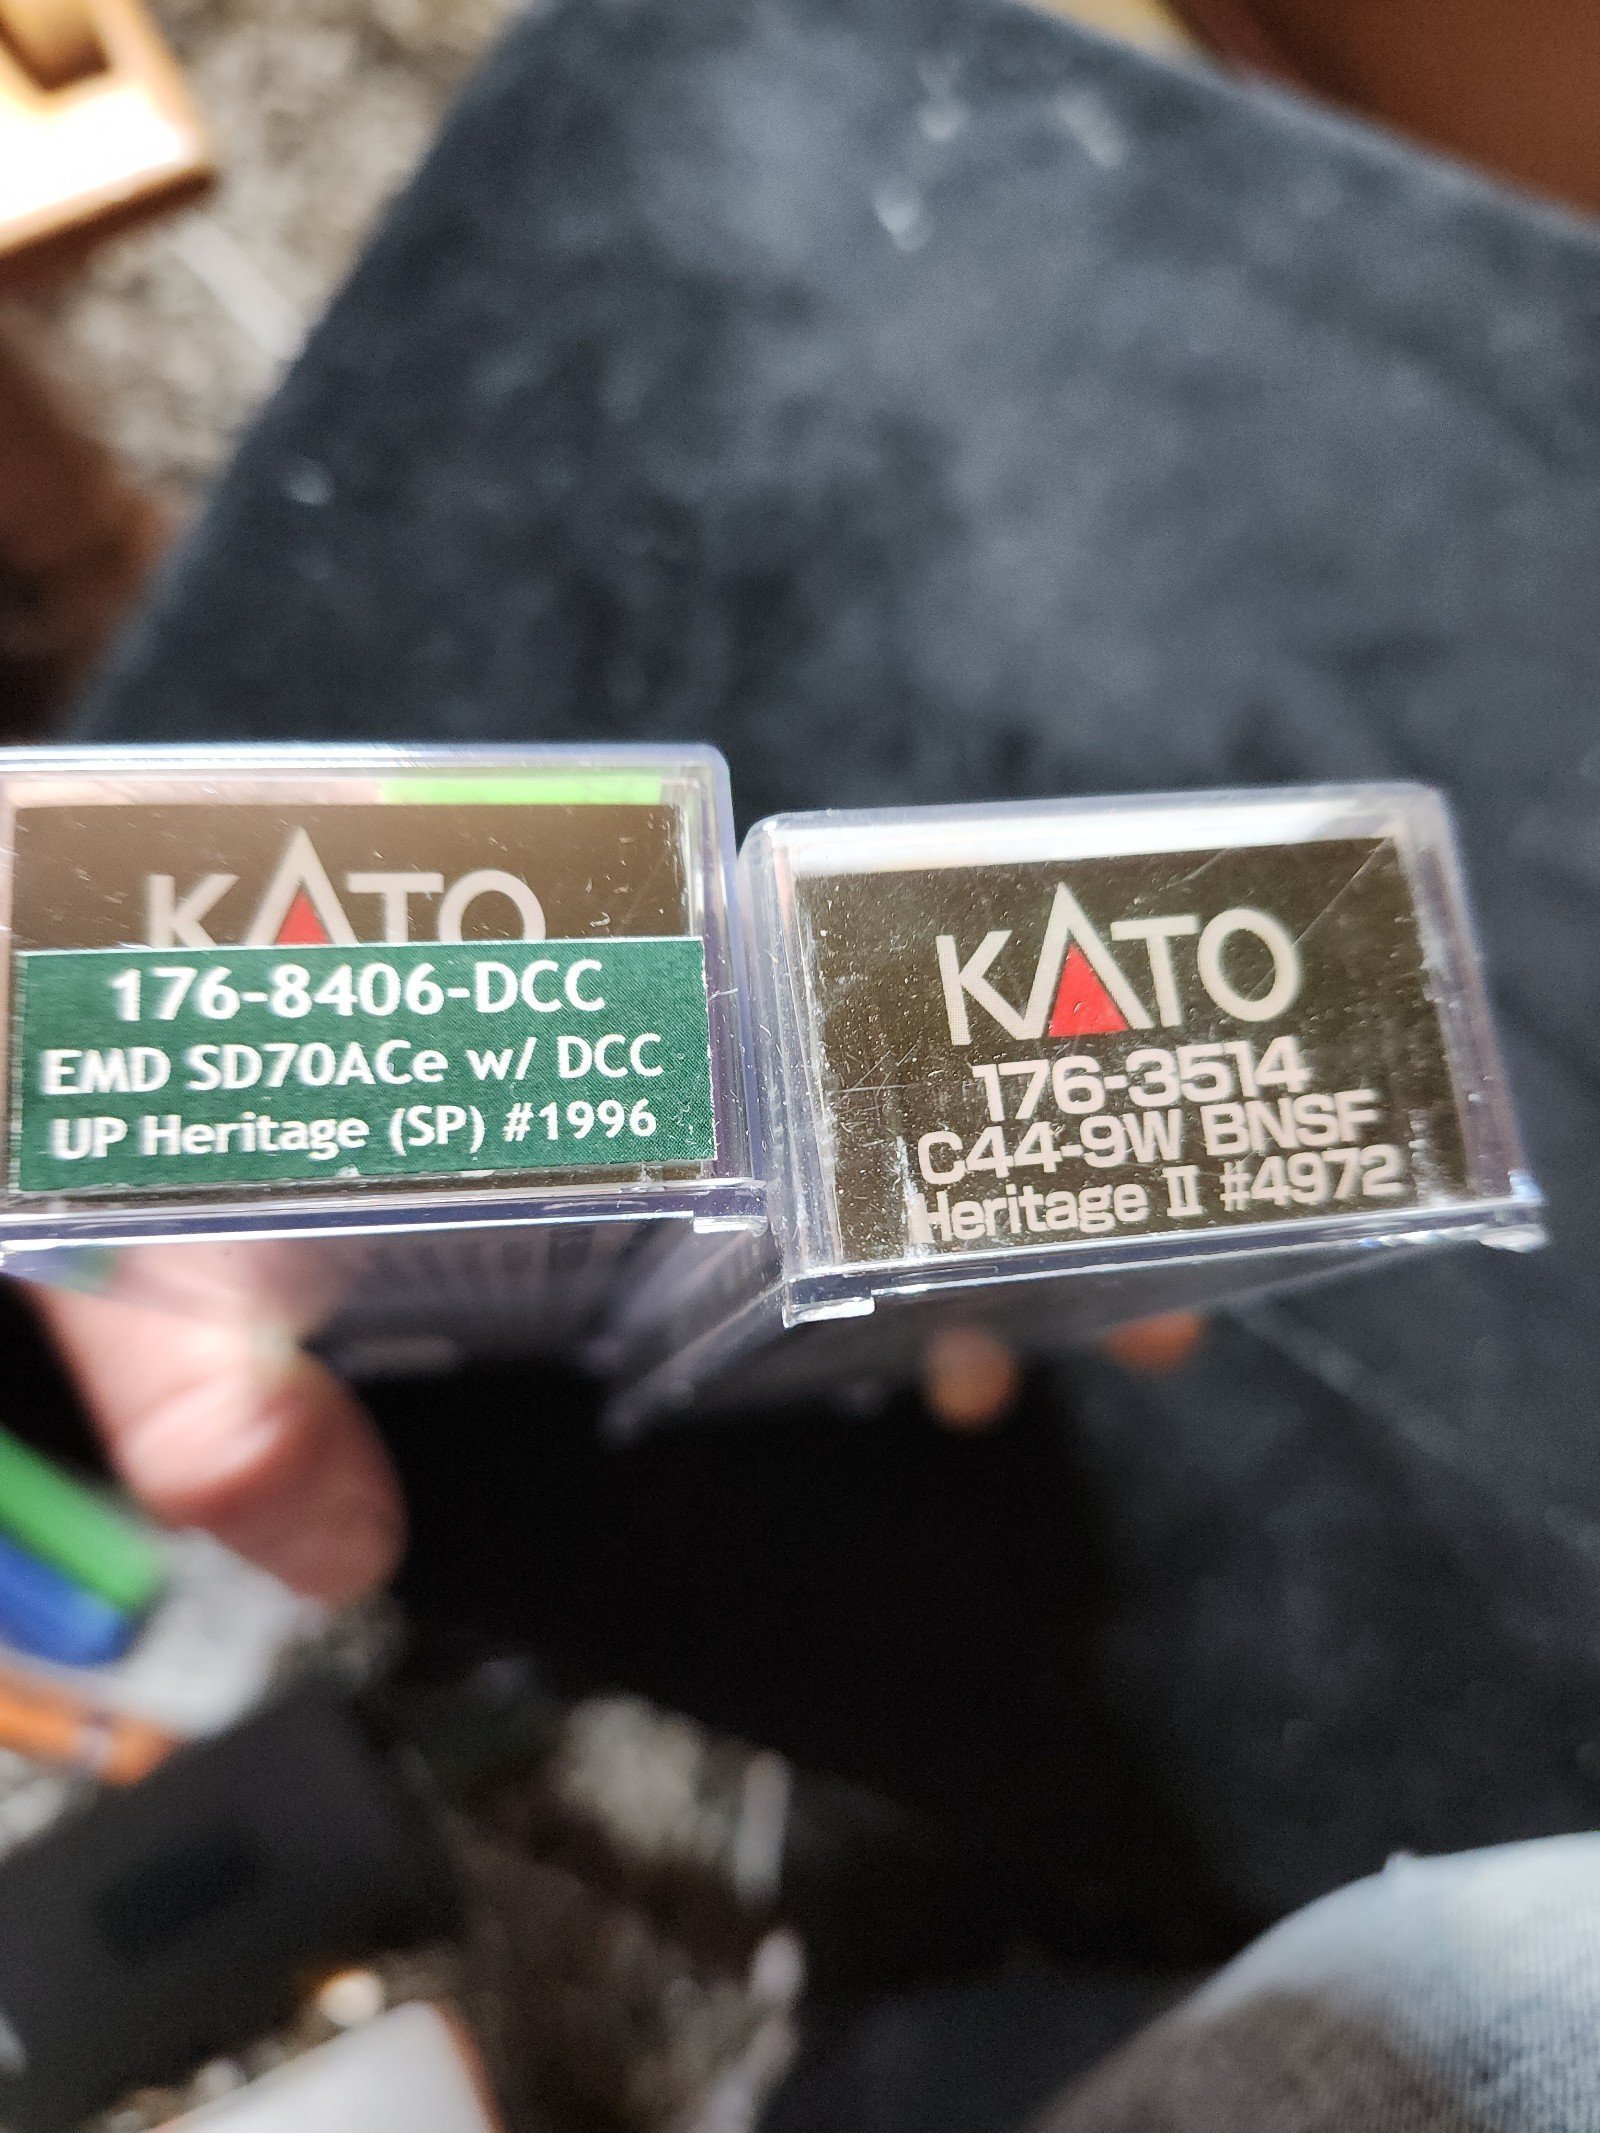 KATO
176-8406-DCC
EMD SD70ACe w/ DCC
UP Heritage (SP) #1996
KATO
176-3514
C44-9W BNSF
Heritage II #4972